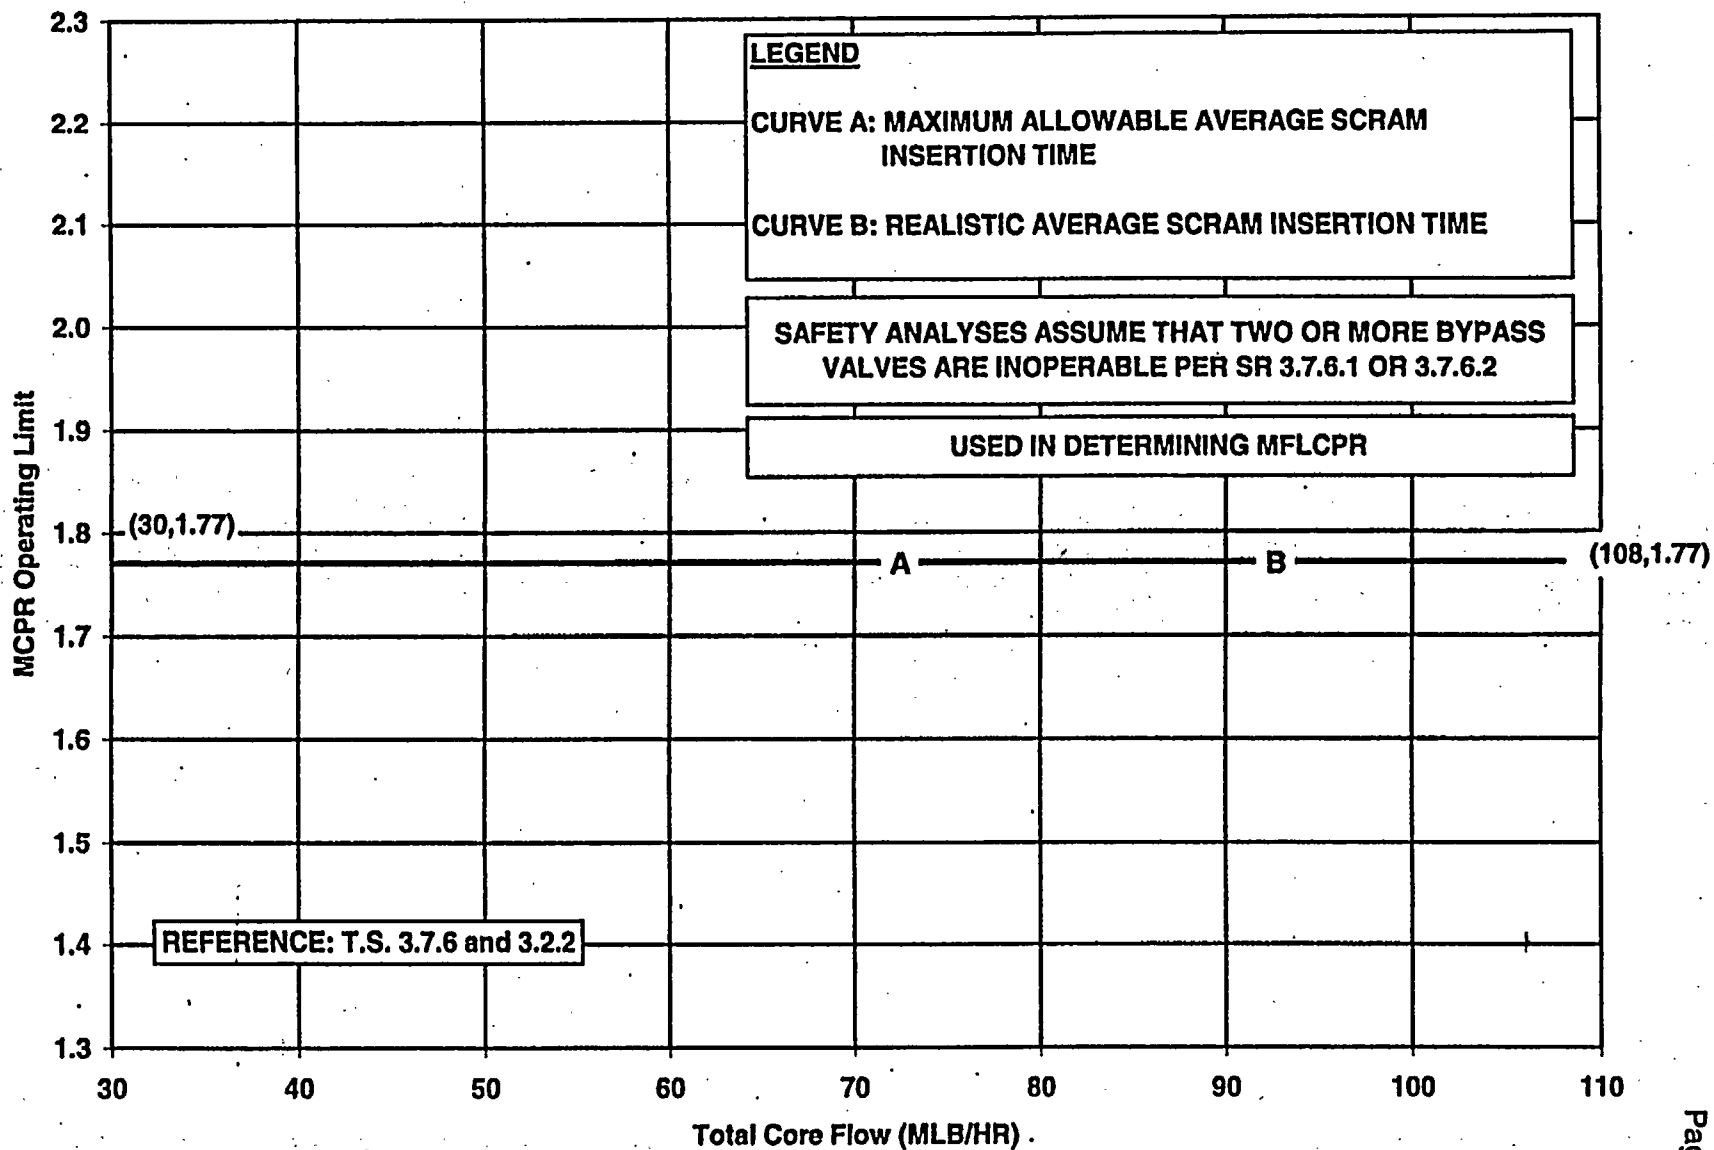 2.3
LEGEND
2.2
CURVE A: MAXIMUM ALLOWABLE AVERAGE SCRAM
INSERTION TIME
2.1
CURVE B: REALISTIC AVERAGE SCRAM INSERTION TIME
2.0
SAFETY ANALYSES ASSUME THAT TWO OR MORE BYPASS
VALVES ARE INOPERABLE PER SR 3.7.6.1 OR 3.7.6.2
1.9
USED IN DETERMINING MFLCPR
MCPR Operating Limit
1.8
(30,1.77)
A
B
(108,1.77)
1.7
1.6
1.5
1.4
REFERENCE: T.S. 3.7.6 and 3.2.2
1.3
30 40 50 60 70 80 90 100 110
Total Core Flow (MLB/HR)